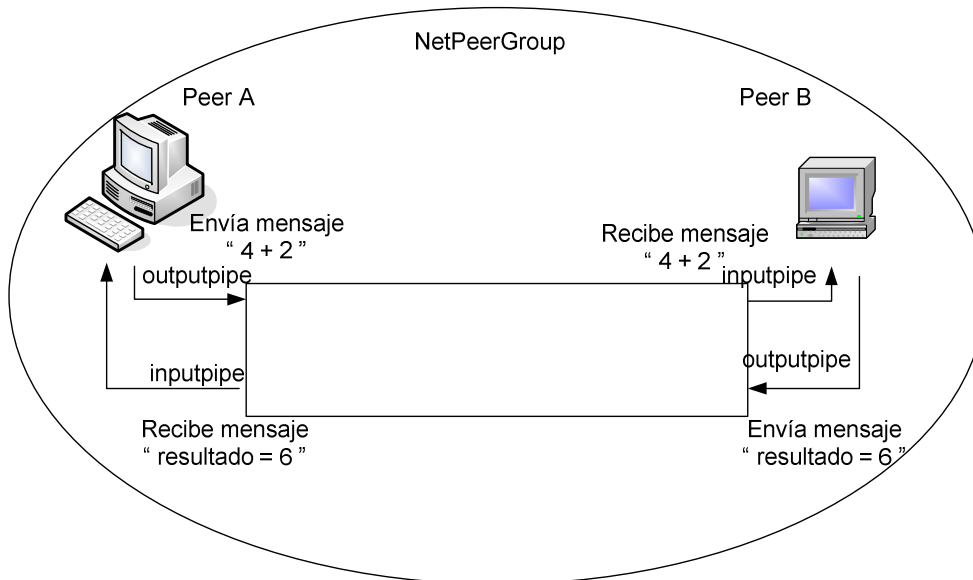 NetPeerGroup
Peer A
Peer B
Envía mensaje
“ 4 + 2 ”
Recibe mensaje
“ 4 + 2 ”
outputpipe
inputpipe
inputpipe
outputpipe
Recibe mensaje
“ resultado = 6 ”
Envía mensaje
“ resultado = 6 ”